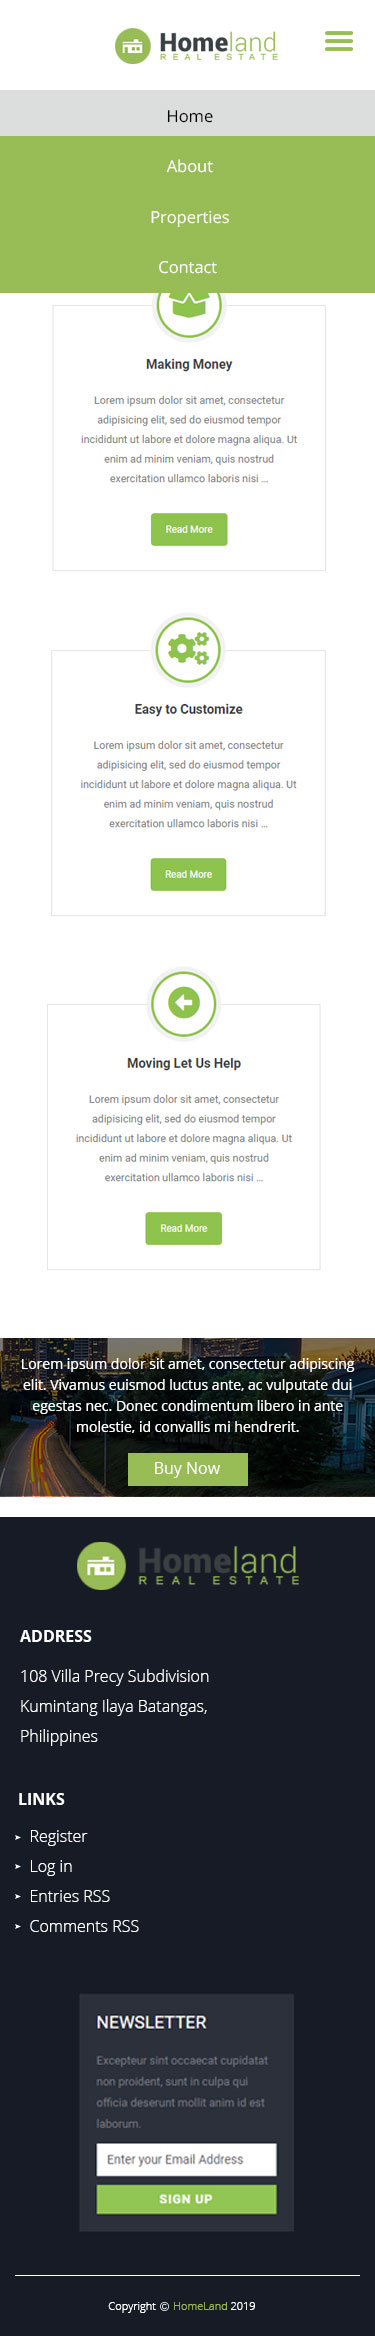 Homeland
REAL ESTATE
Home
About
Properties
Contact
Making Money
Lorem ipsum dolor sit amet, consectetur
adipisicing elit, sed do eiusmod tempor
incididunt ut labore et dolore magna aliqua. Ut
enim ad minim veniam, quis nostrud
exercitation ullamco laboris nisi ...
Read More
Easy to Customize
Lorem ipsum dolor sit amet, consectetur
adipisicing elit, sed do eiusmod tempor
incididunt ut labore et dolore magna aliqua. Ut
enim ad minim veniam, quis nostrud
exercitation ullamco laboris nisi ...
Read More
Moving Let Us Help
Lorem ipsum dolor sit amet, consectetur
adipisicing elit, sed do eiusmod tempor
incididunt ut labore et dolore magna aliqua. Ut
enim ad minim veniam, quis nostrud
exercitation ullamco laboris nisi ...
Read More
Lorem ipsum dolor sit amet, consectetur adipiscing
elit. Vivamus euismod luctus ante, ac vulputate dui
egestas nec. Donec condimentum libero in ante
molestie, id convallis mi hendrerit.
Buy Now
Homeland
REAL ESTATE
ADDRESS
108 Villa Precy Subdivision
Kumintang Ilaya Batangas,
Philippines
LINKS
Register
Log in
Entries RSS
Comments RSS
NEWSLETTER
Excepteur sint occaecat cupidatat
non proident, sunt in culpa qui
officia deserunt mollit anim id est
laborum.
Enter your Email Address
SIGN UP
Copyright © HomeLand 2019